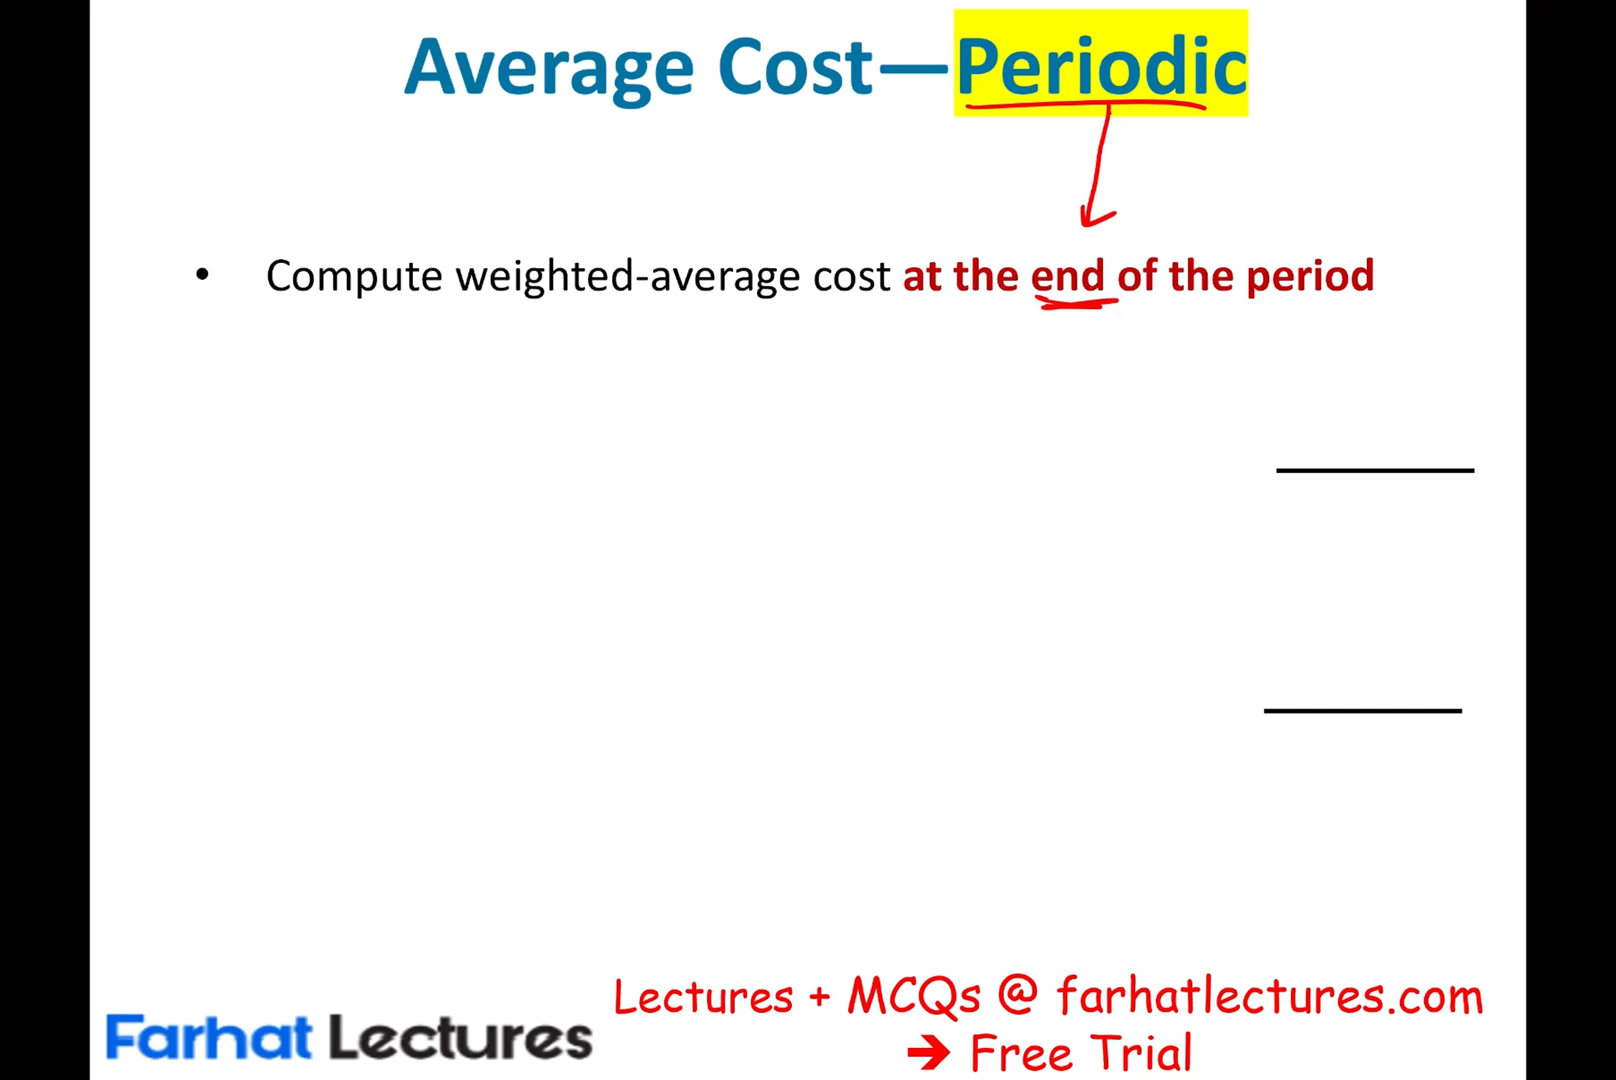 Average Cost—Periodic
• Compute weighted-average cost at the end of the period
Lectures + MCQs @ farhatlectures.com
➔ Free Trial
Farhat Lectures